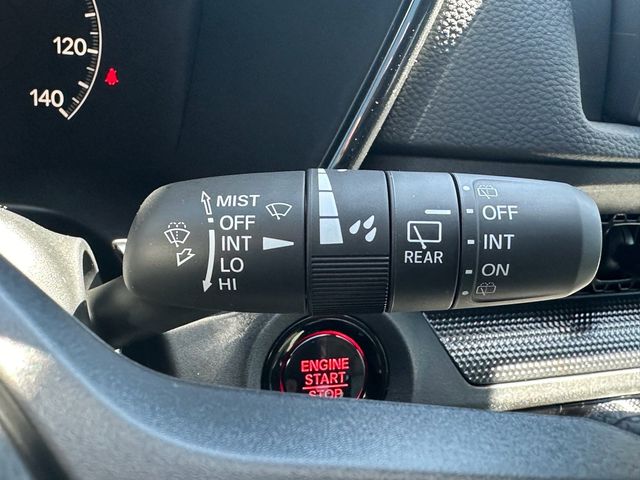 120
140
MIST
OFF
INT
LO
HI
REAR
OFF
INT
ON
ENGINE
START
STOP